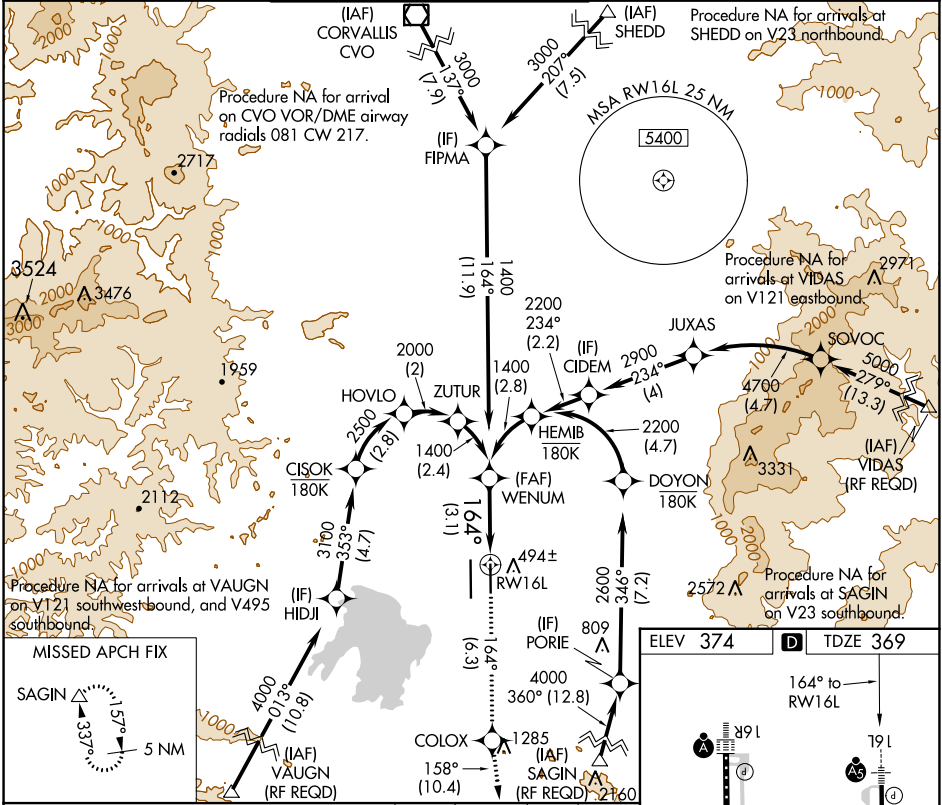 (IAF)
CORVALLIS
CVO
(IAF)
SHEDD
Procedure NA for arrivals at
SHEDD on V23 northbound.
2000
1000
3000
137°
(7.9)
3000
207°
(7.5)
Procedure NA for arrival
on CVO VOR/DME airway
radials 081 CW 217.
MSA RW16L 25 NM
5400
(IF)
FIPMA
2717
1000
1000
1000
1400
164°
(11.9)
Procedure NA for
arrivals at VIDAS
on V121 eastbound.
2971
3524
2000
3476
3000
1000
1959
2200
234°
(2.2)
JUXAS
SOVOC
(IF)
CIDEM
2900
234°
(4)
4700
(4.7)
5000
279°
(13.3)
2000
(2)
1400
(2.8)
HOVLO
ZUTUR
2500
(2.8)
1400
(2.4)
HEMIB
180K
2200
(4.7)
(IAF)
VIDAS
(RF REQD)
CISOK
180K
(FAF)
WENUM
DOYON
180K
3331
2112
164°
(3.1)
3100
353°
(4.7)
494±
RW16L
2600
346°
(7.2)
2000
1000
2572
Procedure NA for arrivals at VAUGN
on V121 southwest bound, and V495
southbound.
(IF)
HIDJI
Procedure NA for
arrivals at SAGIN
on V23 southbound.
MISSED APCH FIX
SAGIN
157°
337°
5 NM
4000
013°
(10.8)
1000
(IAF)
VAUGN
(RF REQD)
164°
(6.3)
(IF)
PORIE
809
4000
360° (12.8)
COLOX
1285
158°
(10.4)
(IAF)
SAGIN
(RF REQD)
2160
ELEV 374
D
TDZE 369
164° to
RW16L
16R
16L
A
A5
P
P